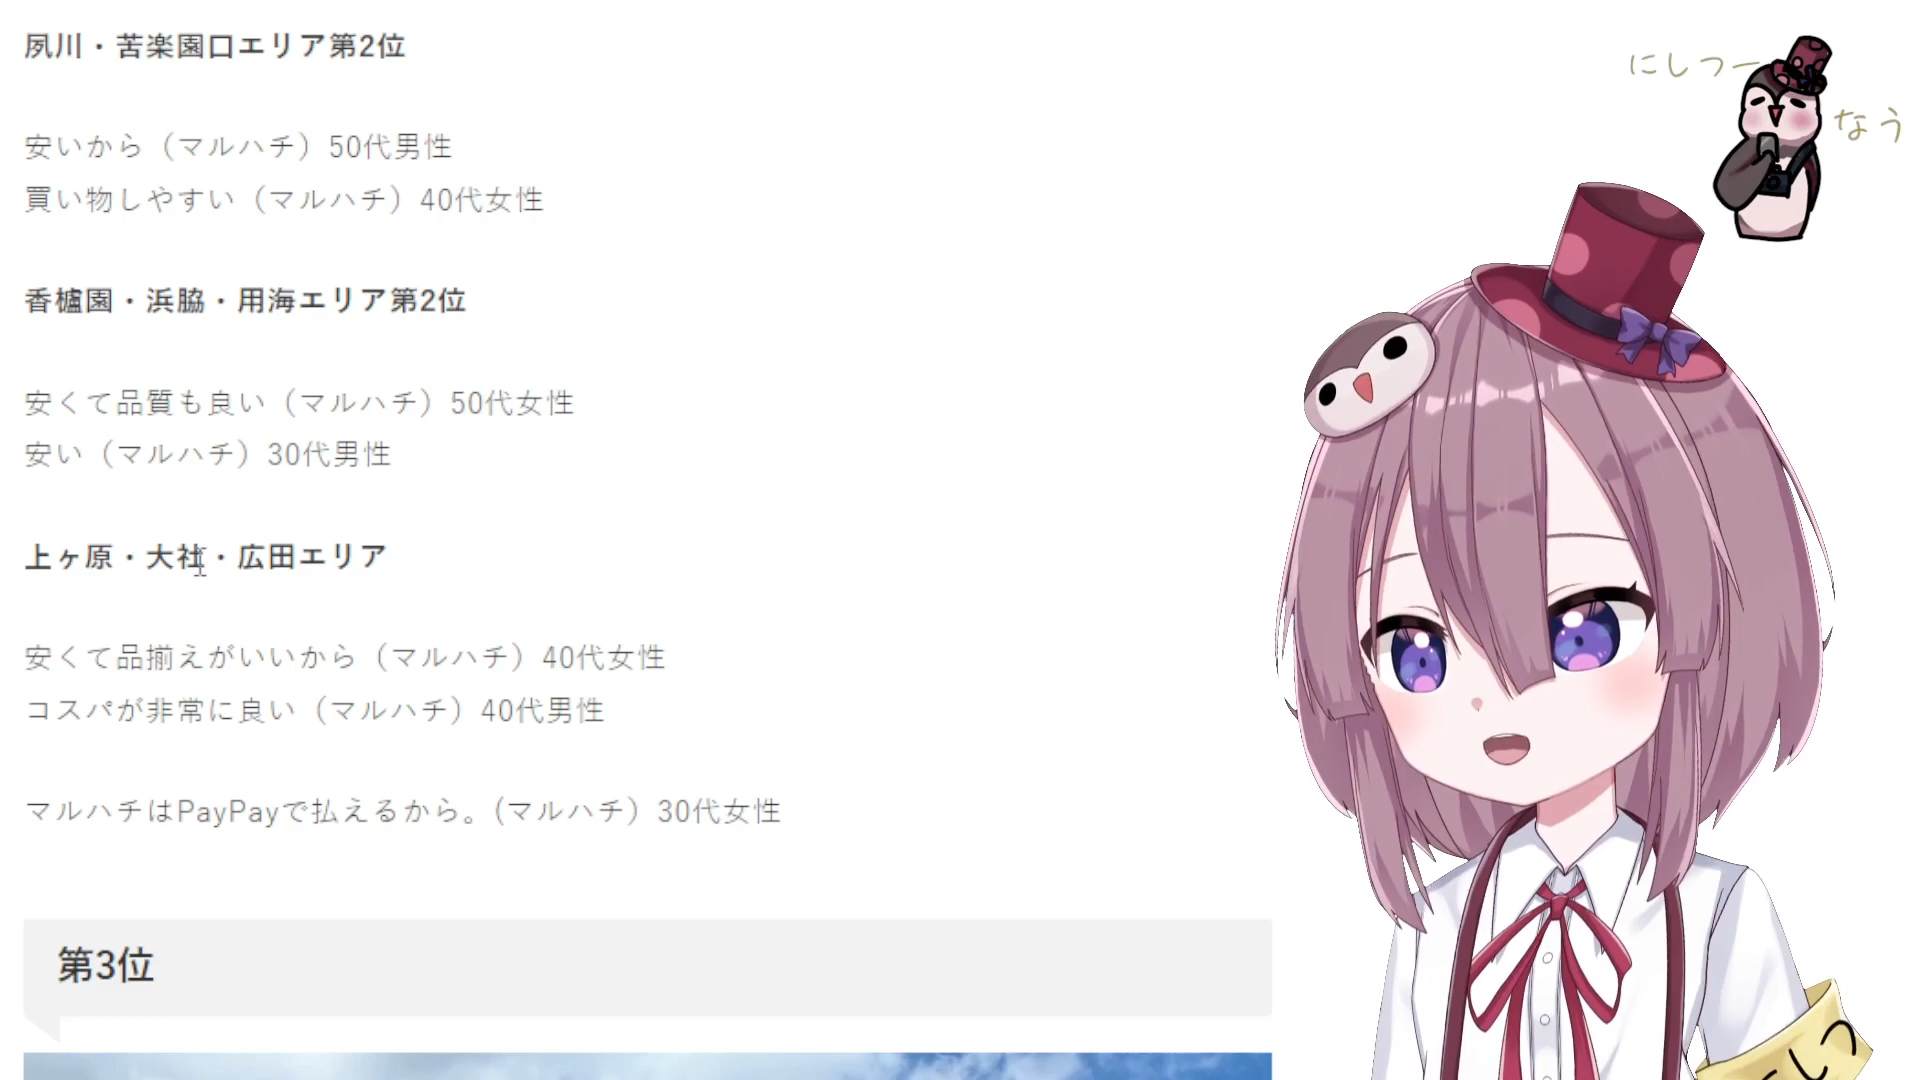 夙川・苦楽園口エリア第2位
安いから（マルハチ）50代男性
買い物しやすい（マルハチ）40代女性
香櫨園・浜脇・用海エリア第2位
安くて品質も良い（マルハチ）50代女性
安い（マルハチ）30代男性
上ヶ原・大社・広田エリア
安くて品揃えがいいから（マルハチ）40代女性
コスパが非常に良い（マルハチ）40代男性
マルハチはPayPayで払えるから。（マルハチ）30代女性
第3位
にしつー
なう